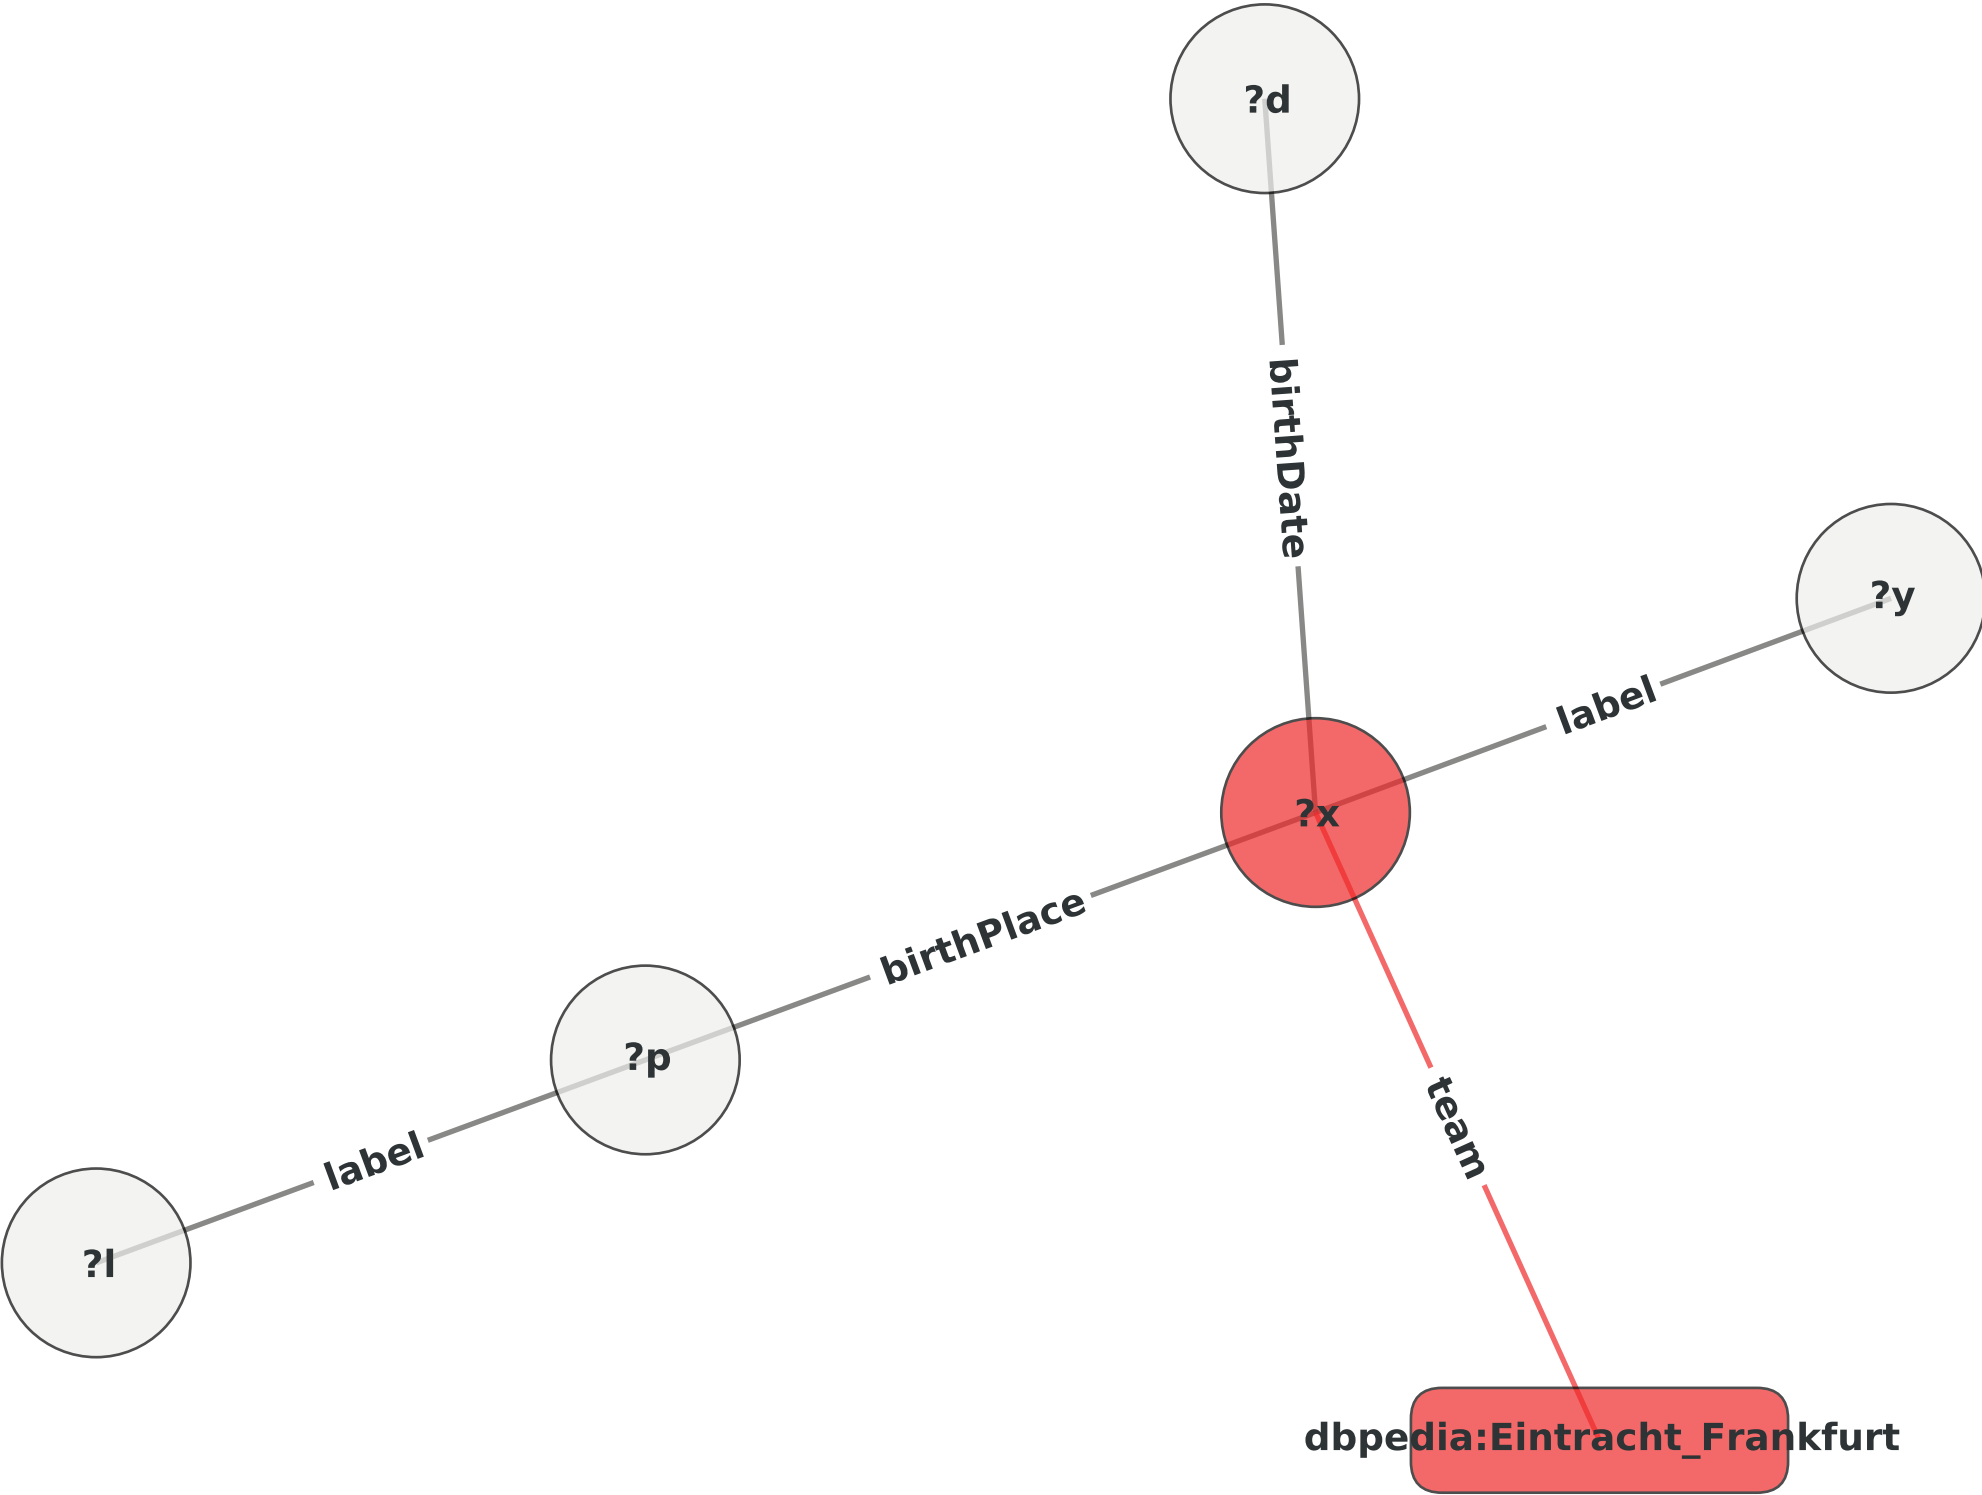 ?d
birthDate
?y
label
?x
birthPlace
?p
team
label
?l
dbpedia:Eintracht_Frankfurt